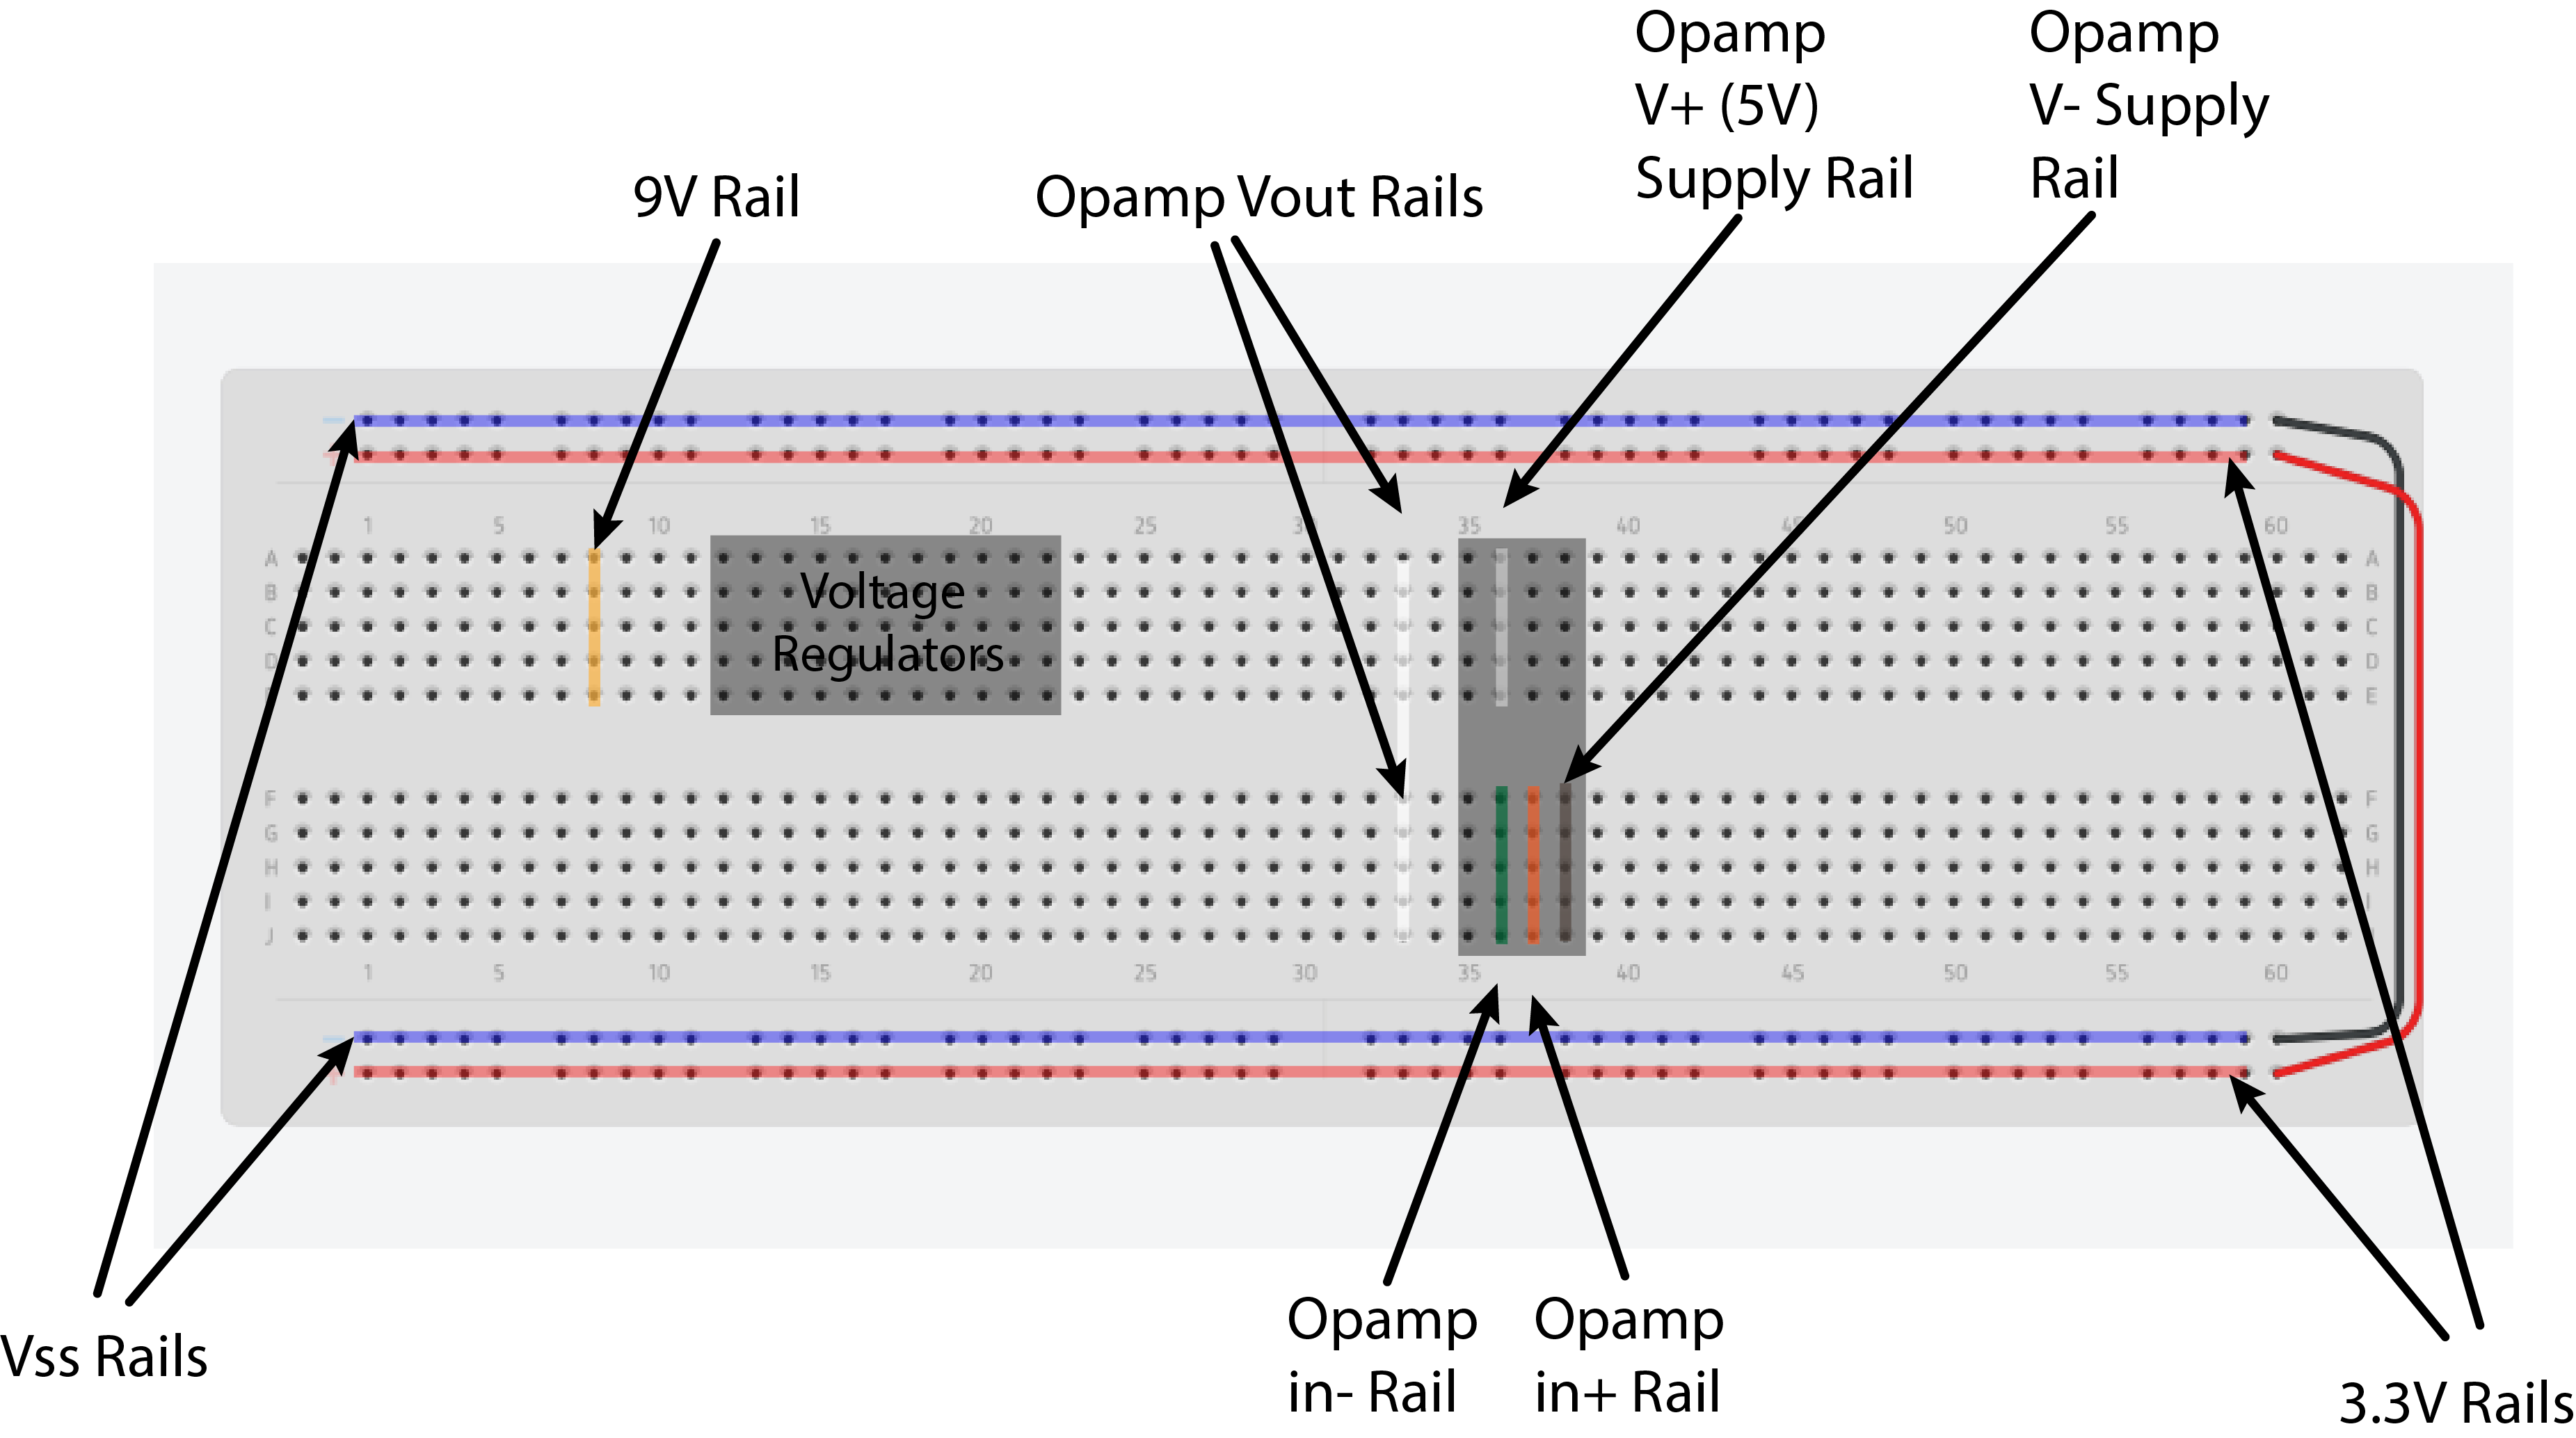 Opamp
V+ (5V)
Supply Rail
Opamp
V- Supply
Rail
9V Rail
Opamp Vout Rails
1 5 10 15 20 25 30 35 40 45 50 55 60
A A
B B
C C
D D
E
Voltage
Regulators
F F
G G
H H
I I
J
1 5 10 15 20 25 30 35 40 45 50 55 60
Vss Rails
Opamp
in- Rail
Opamp
in+ Rail
3.3V Rails